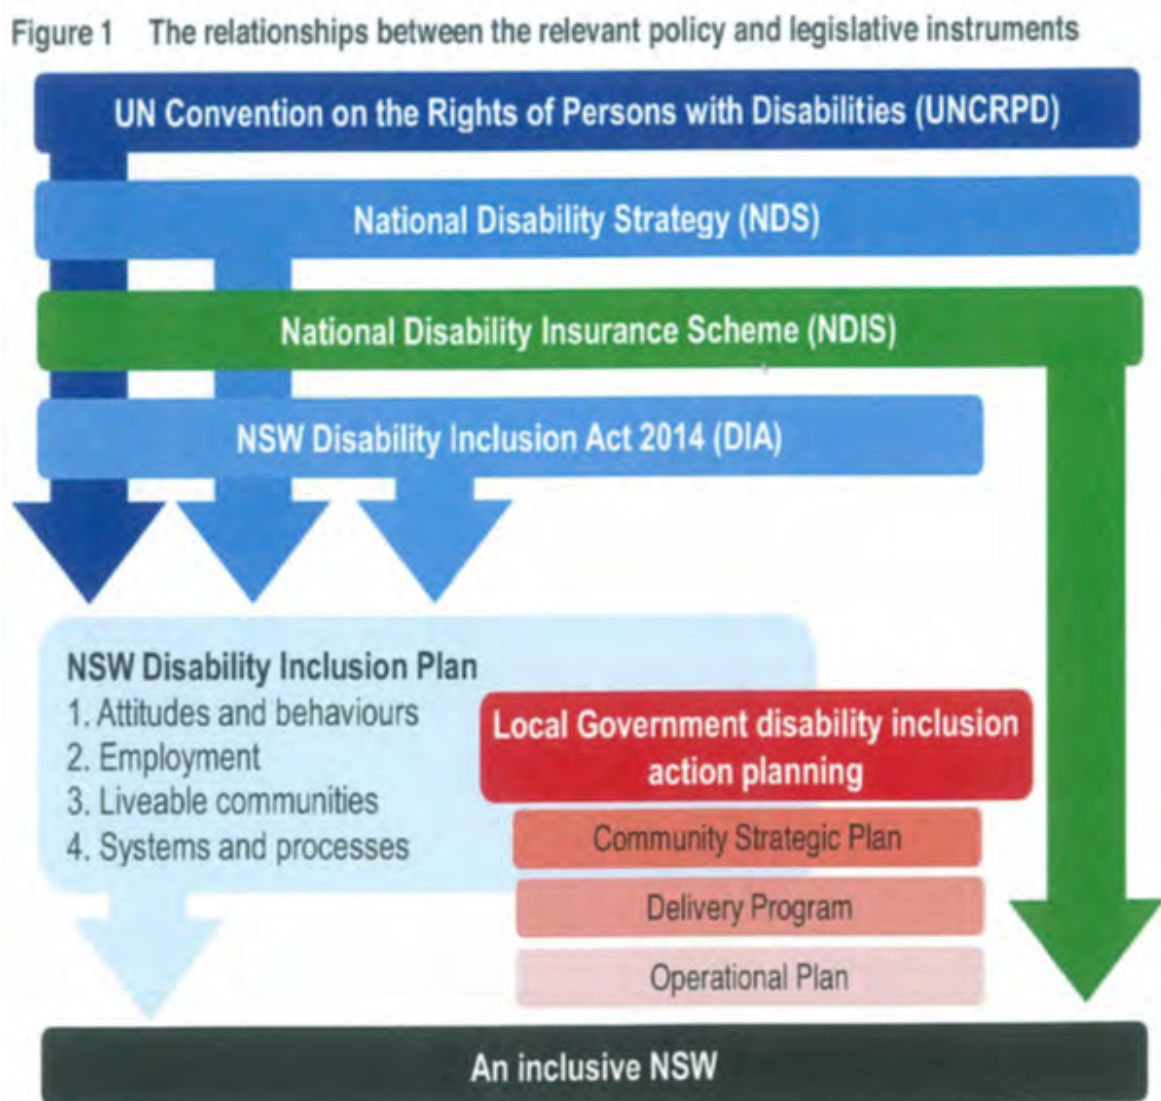 Figure 1 The relationships between the relevant policy and legislative instruments
UN Convention on the Rights of Persons with Disabilities (UNCRPD)
National Disability Strategy (NDS)
National Disability Insurance Scheme (NDIS)
NSW Disability Inclusion Act 2014 (DIA)
NSW Disability Inclusion Plan
1. Attitudes and behaviours
2. Employment
3. Liveable communities
4. Systems and processes
Local Government disability inclusion
action planning
Community Strategic Plan
Delivery Program
Operational Plan
An inclusive NSW